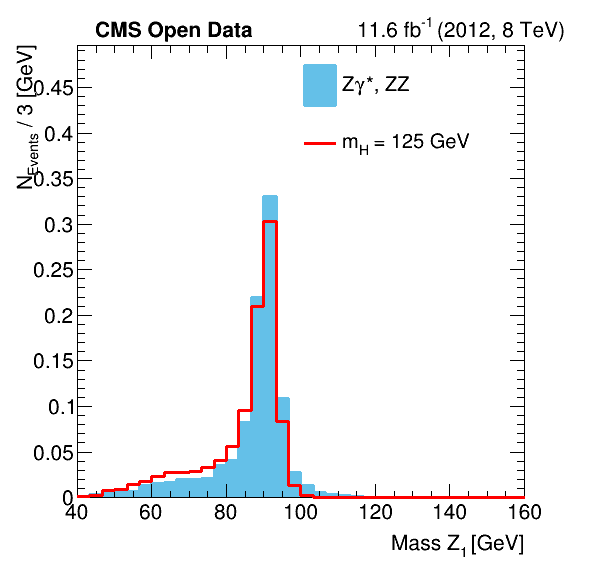 CMS Open Data
11.6 fb⁻¹ (2012, 8 TeV)
N_Events / 3 [GeV]
0.45
0.4
0.35
0.3
0.25
0.2
0.15
0.1
0.05
0
Zγ*, ZZ
m_H = 125 GeV
40 60 80 100 120 140 160
Mass Z₁ [GeV]